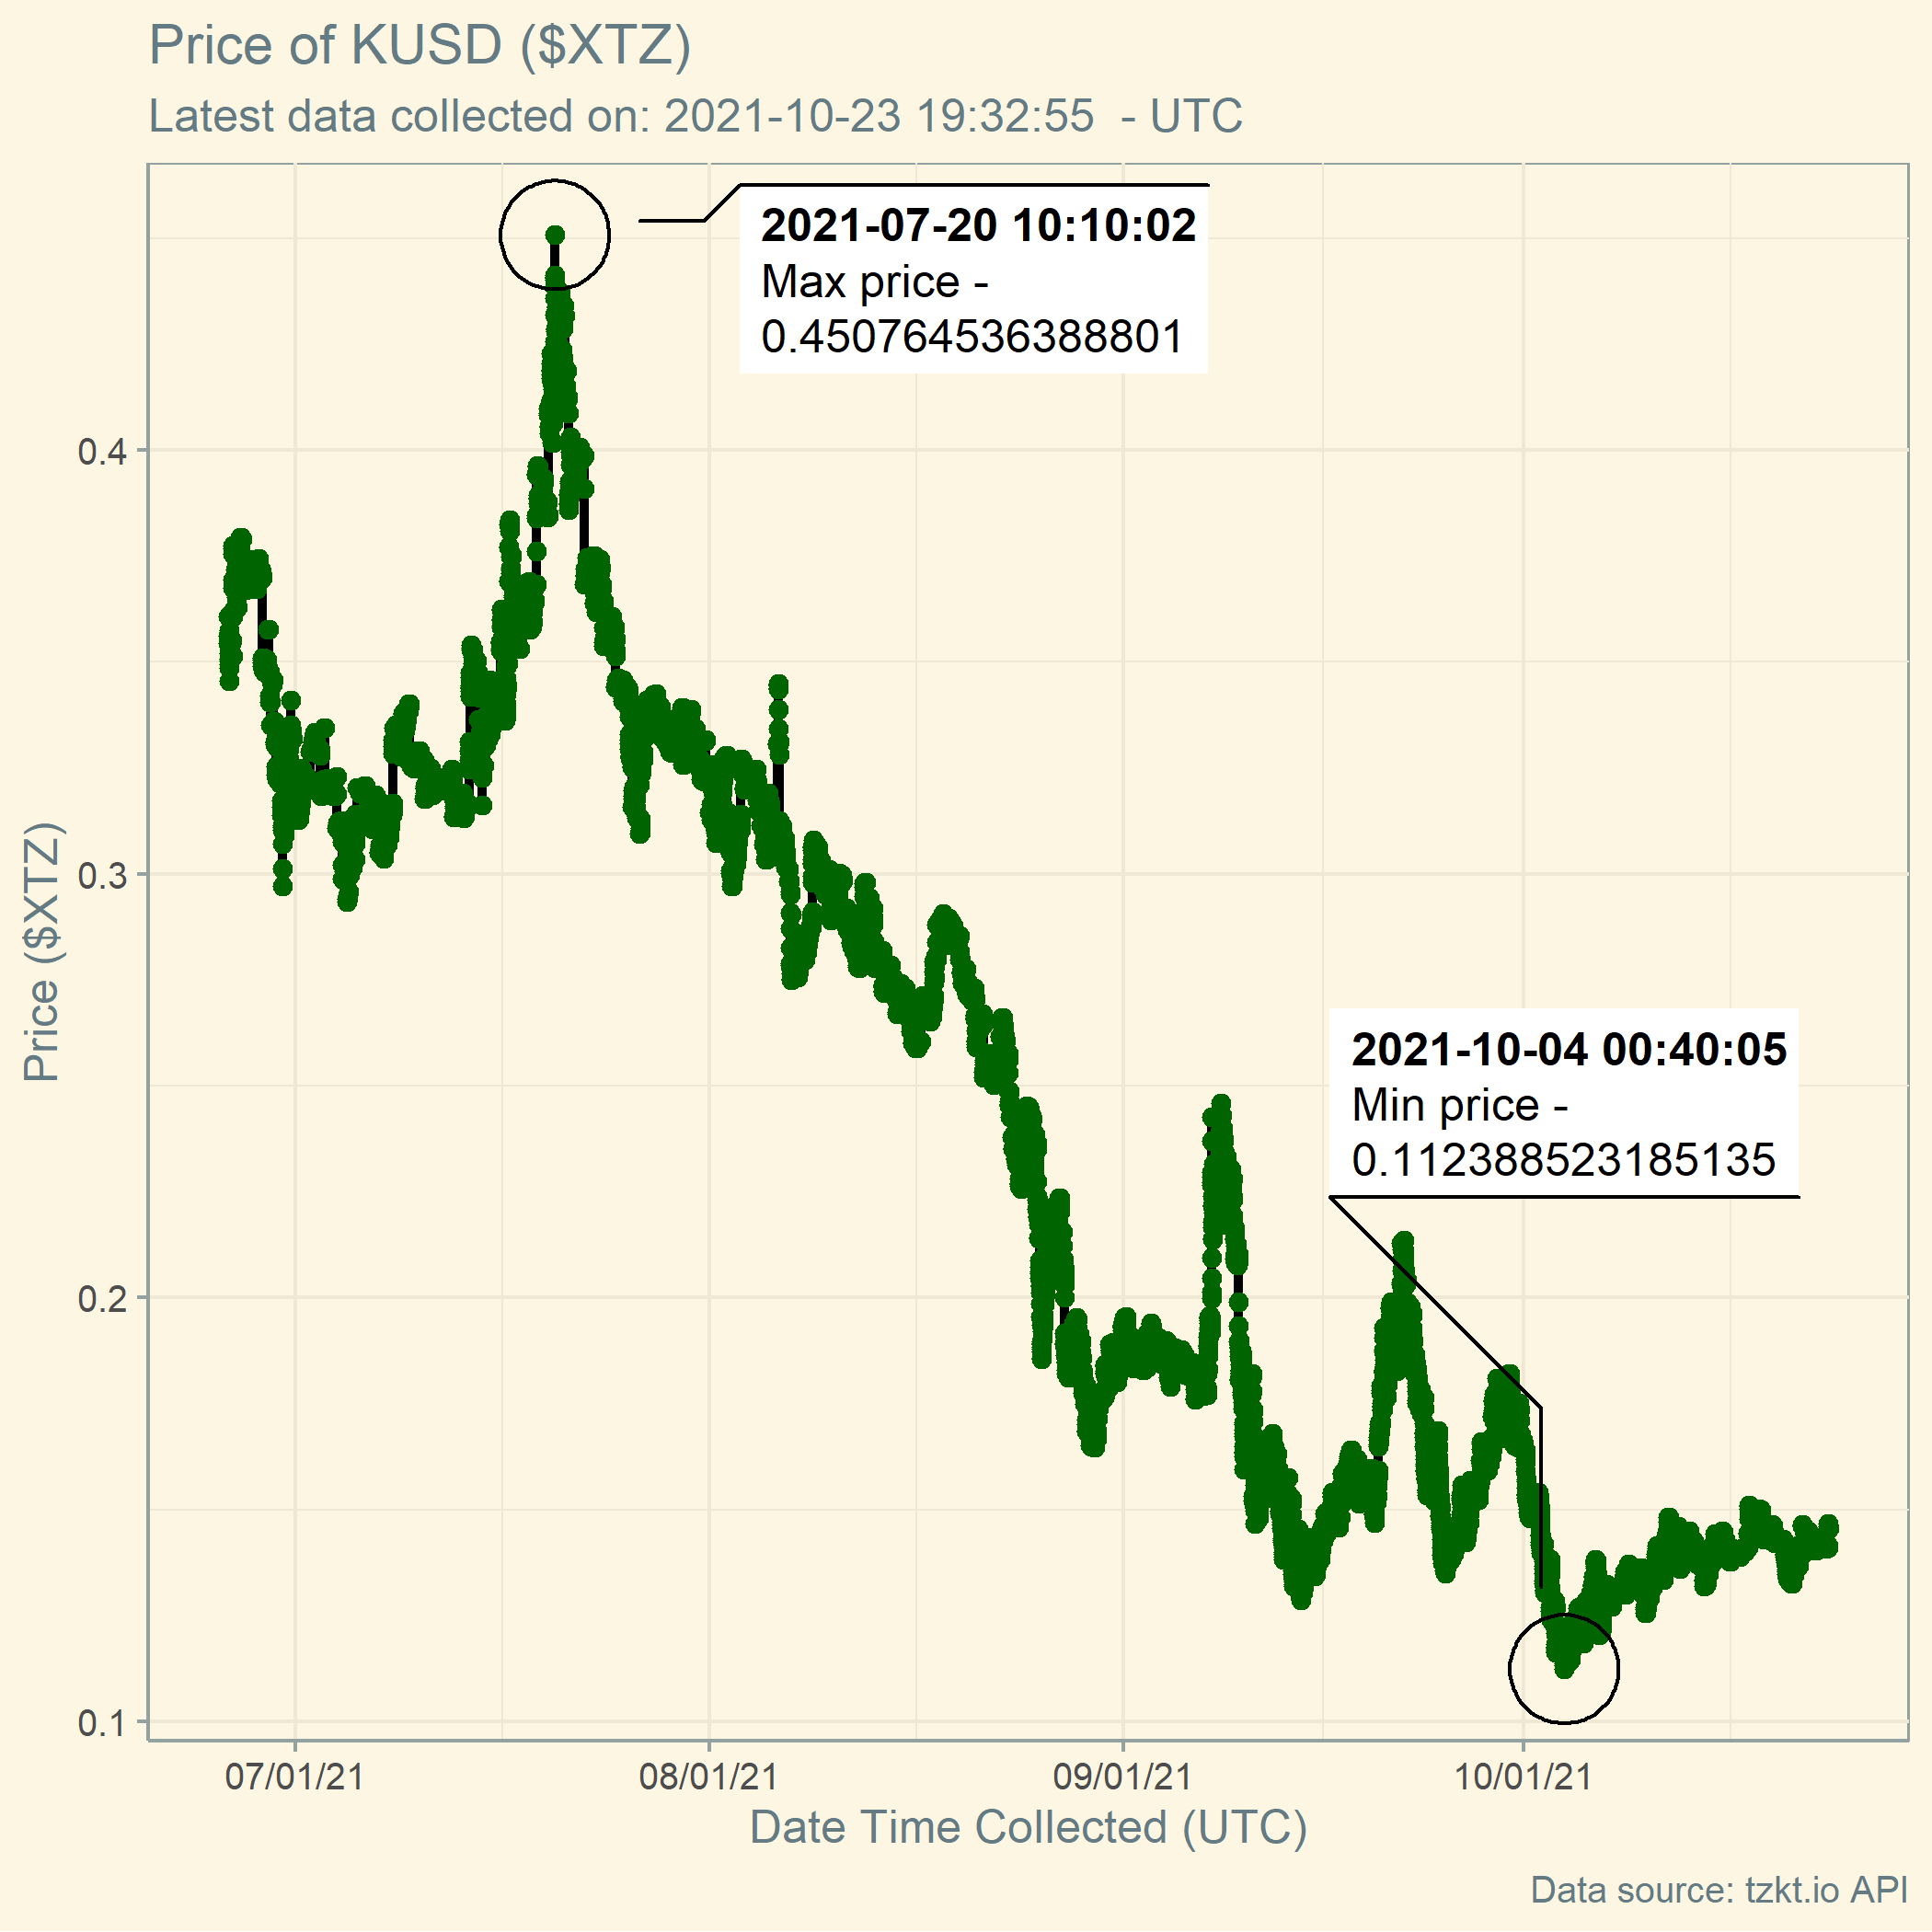 Price of KUSD ($XTZ)
Latest data collected on: 2021-10-23 19:32:55  - UTC
2021-07-20 10:10:02
Max price -
0.450764536388801
0.4
0.3
0.2
0.1
Price ($XTZ)
2021-10-04 00:40:05
Min price -
0.112388523185135
07/01/21
08/01/21
09/01/21
10/01/21
Date Time Collected (UTC)
Data source: tzkt.io API